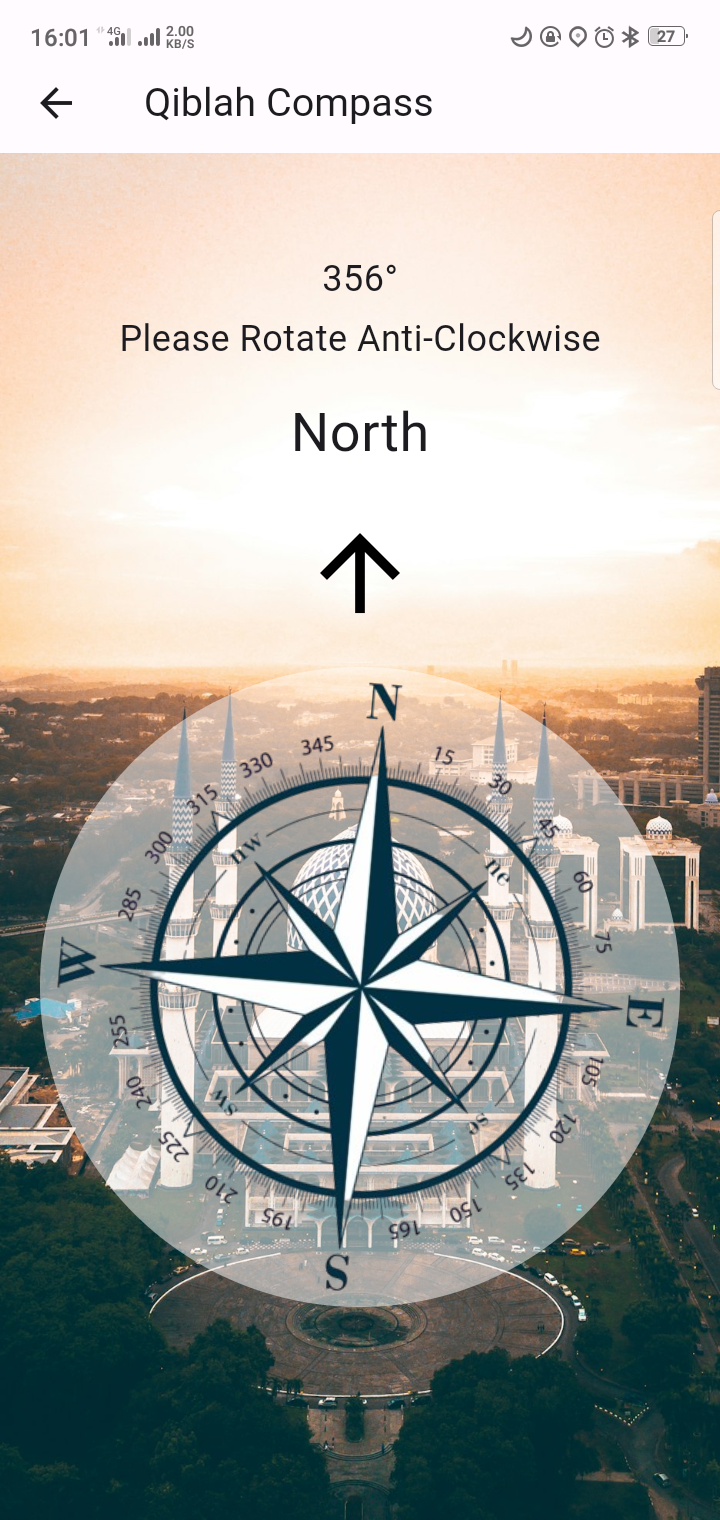 16:01 4G 2.00 KB/S 27
Qiblah Compass
356°
Please Rotate Anti-Clockwise
North
N
345 15
330 30
315 45
300 nw ne 60
285 75
W E
255 105
240 sw se 120
225 135
210 150
195 165
S